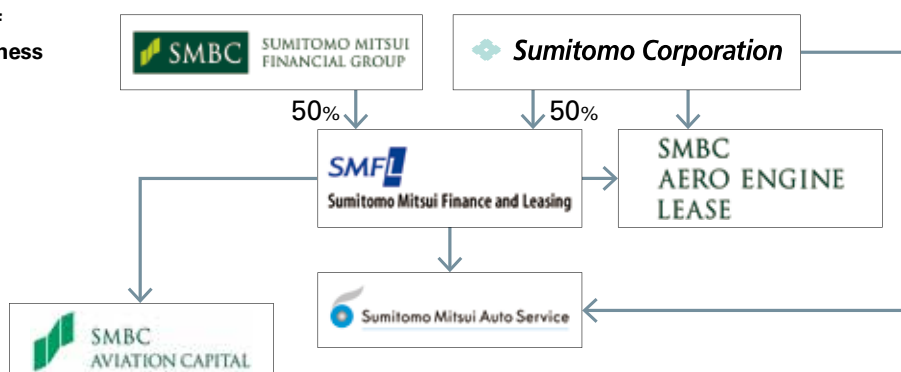 ness
SMBC
SUMITOMO MITSUI
FINANCIAL GROUP
Sumitomo Corporation
50%
50%
SMFL
Sumitomo Mitsui Finance and Leasing
SMBC
AERO ENGINE
LEASE
Sumitomo Mitsui Auto Service
SMBC
AVIATION CAPITAL